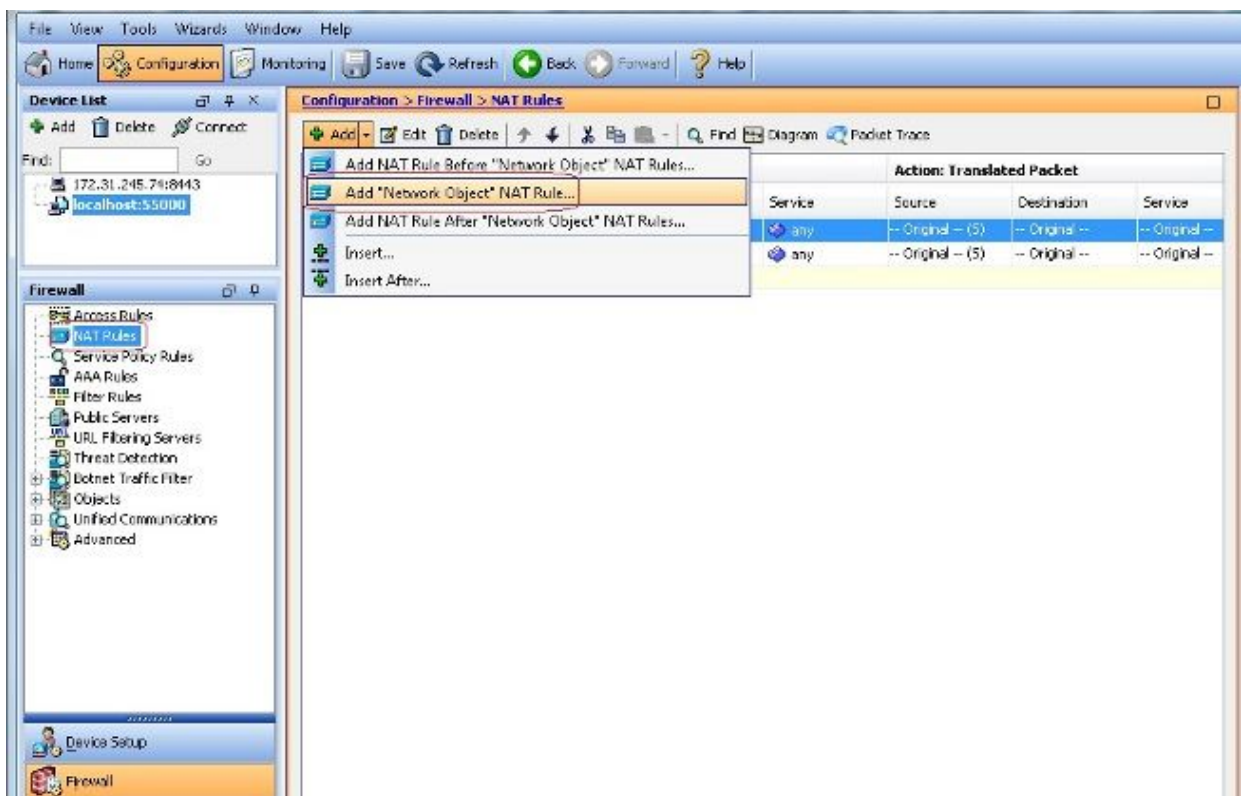 File View Tools Wizards Window Help
Home Configuration Monitoring Save Refresh Back Forward Help
Device List
Add Delete Connect
Find: Go
172.31.245.74:8443
localhost:55000
Firewall
Access Rules
NAT Rules
Service Policy Rules
AAA Rules
Filter Rules
Public Servers
URL Filtering Servers
Threat Detection
Botnet Traffic Filter
Objects
Unified Communications
Advanced
Device Setup
Firewall
Configuration > Firewall > NAT Rules
Add Edit Delete Find Diagram Packet Trace
Add NAT Rule Before "Network Object" NAT Rules...
Add "Network Object" NAT Rule...
Add NAT Rule After "Network Object" NAT Rules...
Insert...
Insert After...
Action: Translated Packet
Service Source Destination Service
any -- Original -- (S) -- Original -- -- Original --
any -- Original -- (S) -- Original -- -- Original --